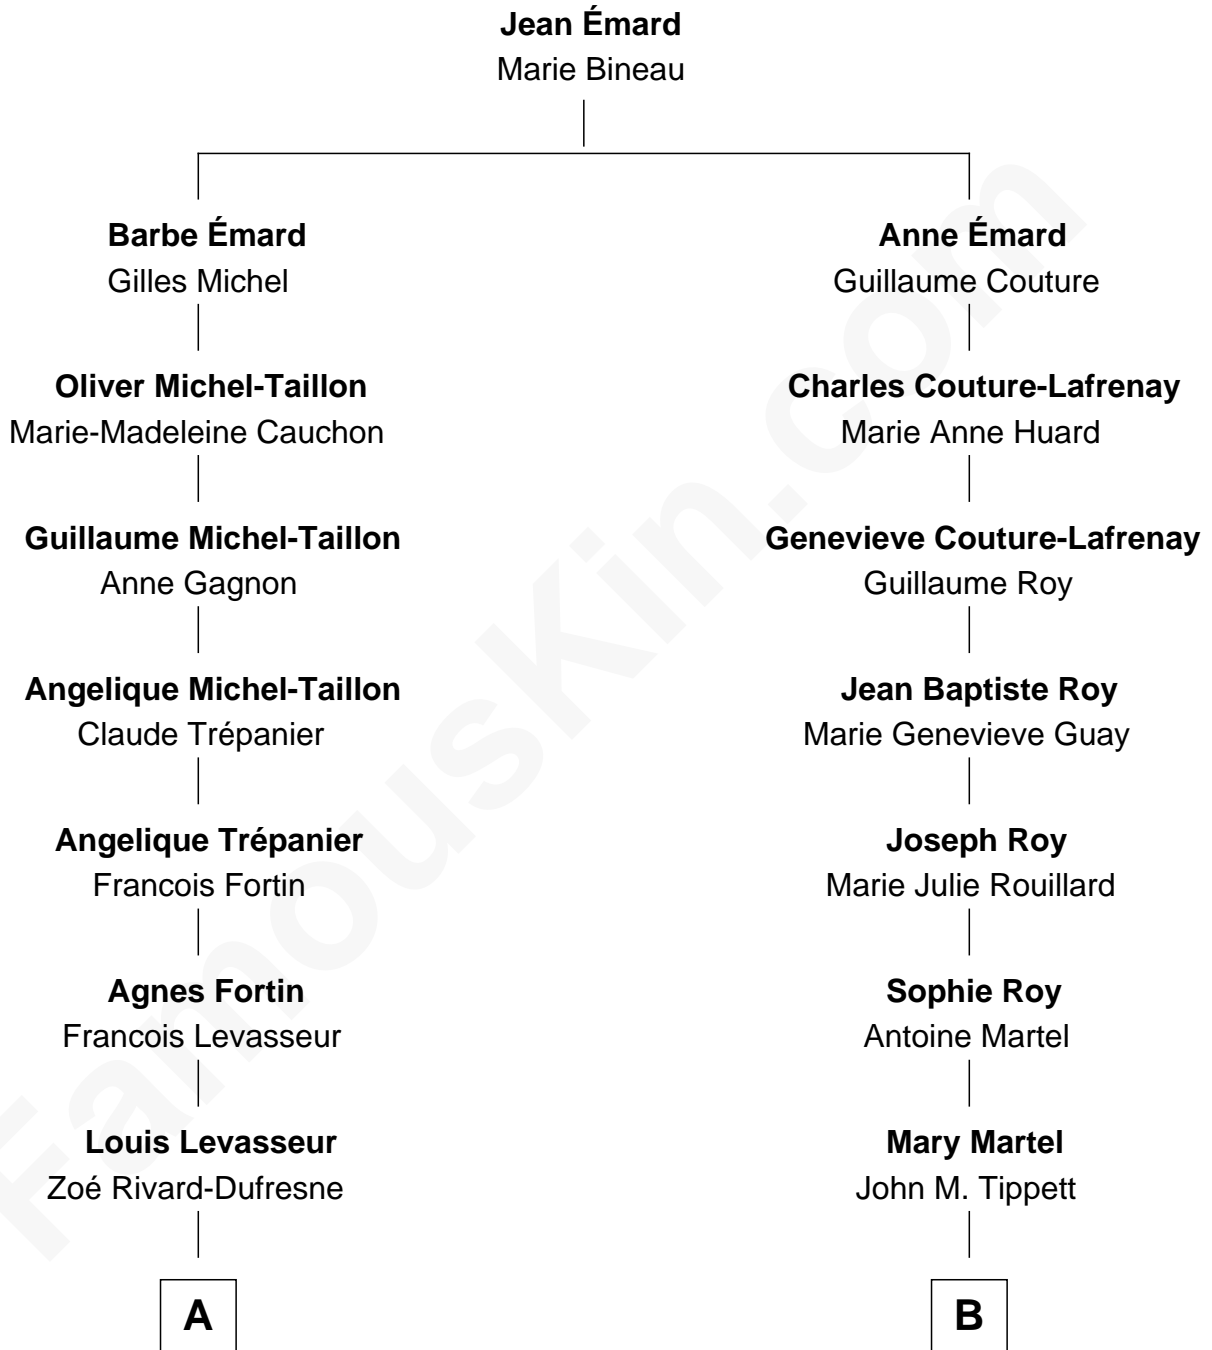 Jean Émard
Marie Bineau
Barbe Émard
Gilles Michel
Anne Émard
Guillaume Couture
Oliver Michel-Taillon
Marie-Madeleine Cauchon
Charles Couture-Lafrenay
Marie Anne Huard
Guillaume Michel-Taillon
Anne Gagnon
Genevieve Couture-Lafrenay
Guillaume Roy
Angelique Michel-Taillon
Claude Trépanier
Jean Baptiste Roy
Marie Genevieve Guay
Angelique Trépanier
Francois Fortin
Joseph Roy
Marie Julie Rouillard
Agnes Fortin
Francois Levasseur
Sophie Roy
Antoine Martel
Louis Levasseur
Zoé Rivard-Dufresne
Mary Martel
John M. Tippett
A
B
FamousKin.com